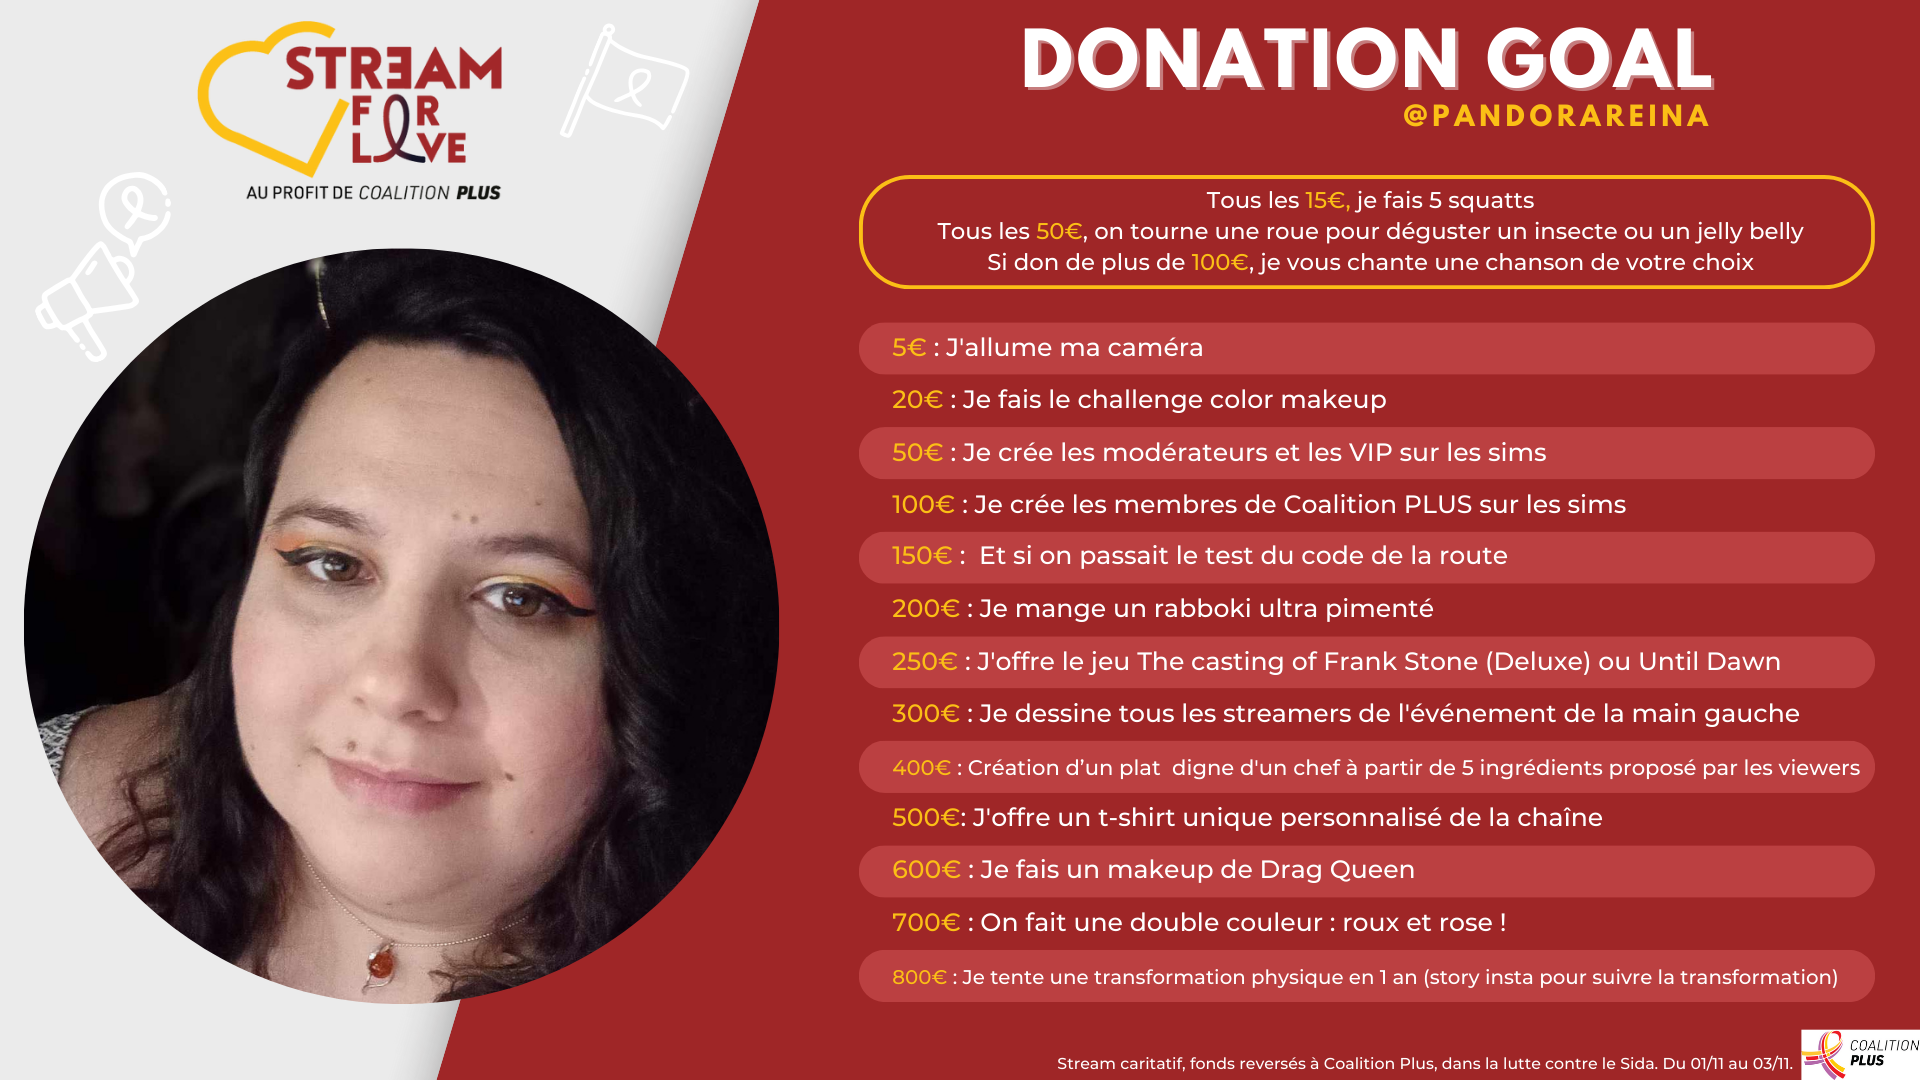 STREAM
FOR
LOVE
AU PROFIT DE COALITION PLUS
DONATION GOAL
@PANDORAREINA
Tous les 15€, je fais 5 squatts
Tous les 50€, on tourne une roue pour déguster un insecte ou un jelly belly
Si don de plus de 100€, je vous chante une chanson de votre choix
5€ : J'allume ma caméra
20€ : Je fais le challenge color makeup
50€ : Je crée les modérateurs et les VIP sur les sims
100€ : Je crée les membres de Coalition PLUS sur les sims
150€ : Et si on passait le test du code de la route
200€ : Je mange un rabboki ultra pimenté
250€ : J'offre le jeu The casting of Frank Stone (Deluxe) ou Until Dawn
300€ : Je dessine tous les streamers de l'événement de la main gauche
400€ : Création d’un plat digne d'un chef à partir de 5 ingrédients proposé par les viewers
500€: J'offre un t-shirt unique personnalisé de la chaîne
600€ : Je fais un makeup de Drag Queen
700€ : On fait une double couleur : roux et rose !
800€ : Je tente une transformation physique en 1 an (story insta pour suivre la transformation)
Stream caritatif, fonds reversés à Coalition Plus, dans la lutte contre le Sida. Du 01/11 au 03/11.
COALITION
PLUS